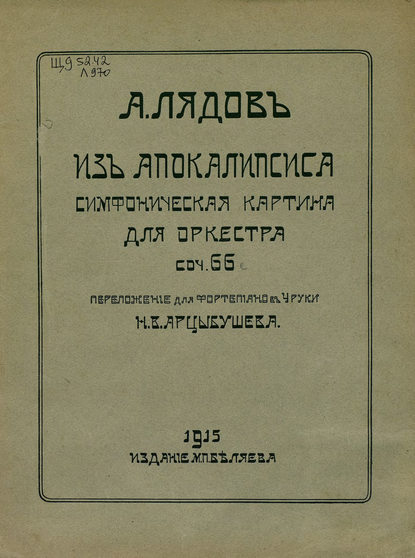 Щ9 5242
Л970
А. ЛЯДОВЪ
ИЗЪ АПОКАЛИПСИСА
СИМФОНИЧЕСКАЯ КАРТИНА
ДЛЯ ОРКЕСТРА
СОЧ. 66
ПЕРЕЛОЖЕНІЕ ДЛЯ ФОРТЕПІАНО ВЪ 4 РУКИ
Н. В. АРЦЫБУШЕВА.
1915
ИЗДАНІЕ М. П. БѢЛЯЕВА